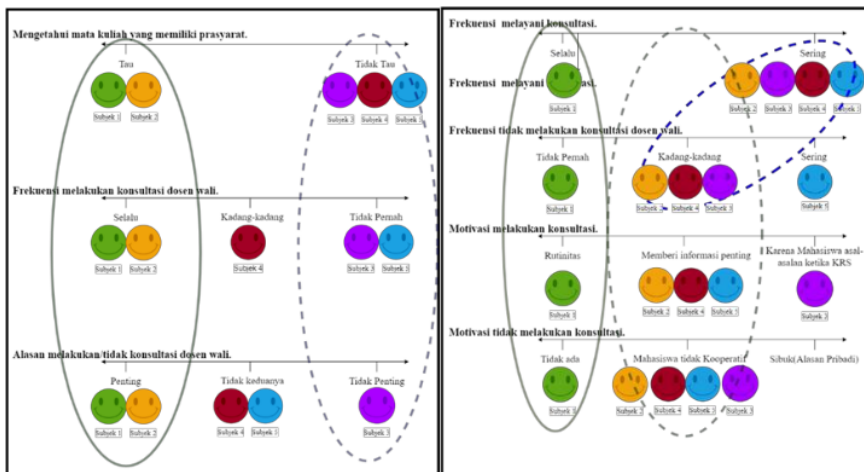 Mengetahui mata kuliah yang memiliki prasyarat.
Tau
Tidak Tau
Subjek 1
Subjek 2
Subjek 3
Subjek 4
Subjek 5
Frekuensi melakukan konsultasi dosen wali.
Selalu
Kadang-kadang
Tidak Pernah
Subjek 1
Subjek 2
Subjek 4
Subjek 3
Subjek 5
Alasan melakukan/tidak konsultasi dosen wali.
Penting
Tidak keduanya
Tidak Penting
Subjek 1
Subjek 2
Subjek 4
Subjek 5
Subjek 3
Frekuensi melayani konsultasi.
Selalu
Sering
Subjek 1
Subjek 2
Subjek 3
Subjek 4
Subjek 5
Frekuensi melayani
Frekuensi tidak melakukan konsultasi dosen wali.
Tidak Pernah
Kadang-kadang
Sering
Subjek 1
Subjek 2
Subjek 4
Subjek 3
Subjek 5
Motivasi melakukan konsultasi.
Rutinitas
Memberi informasi penting
Karena Mahasiswa asal-
asalan ketika KRS
Subjek 1
Subjek 2
Subjek 4
Subjek 5
Subjek 3
Motivasi tidak melakukan konsultasi.
Tidak ada
Mahasiswa tidak Kooperatif
Sibuk(Alasan Pribadi)
Subjek 1
Subjek 2
Subjek 4
Subjek 5
Subjek 3